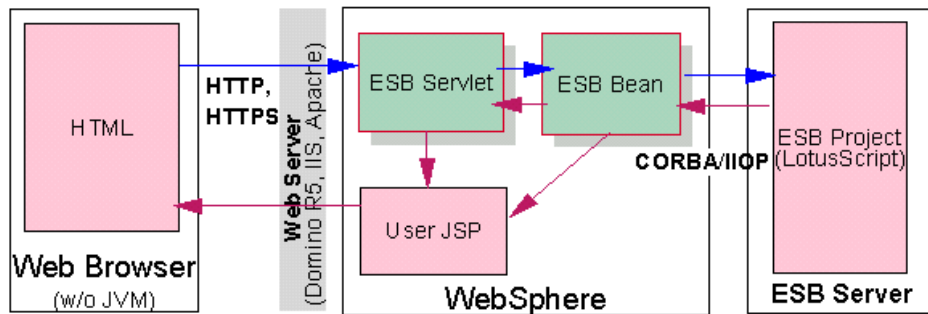 HTML
Web Browser
(w/o JVM)
HTTP,
HTTPS
Web Server
(Domino R5, IIS, Apache)
ESB Servlet
ESB Bean
User JSP
WebSphere
CORBA/IIOP
ESB Project
(LotusScript)
ESB Server